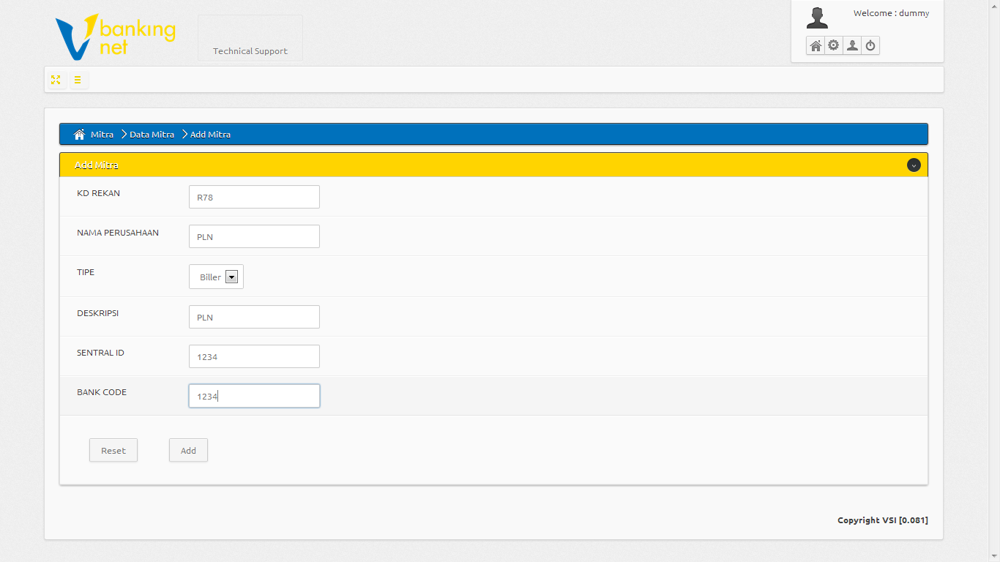 banking
net
Technical Support
Welcome : dummy
Mitra Data Mitra Add Mitra
Add Mitra
KD REKAN R78
NAMA PERUSAHAAN PLN
TIPE Biller
DESKRIPSI PLN
SENTRAL ID 1234
BANK CODE 1234
Reset Add
Copyright VSI [0.081]